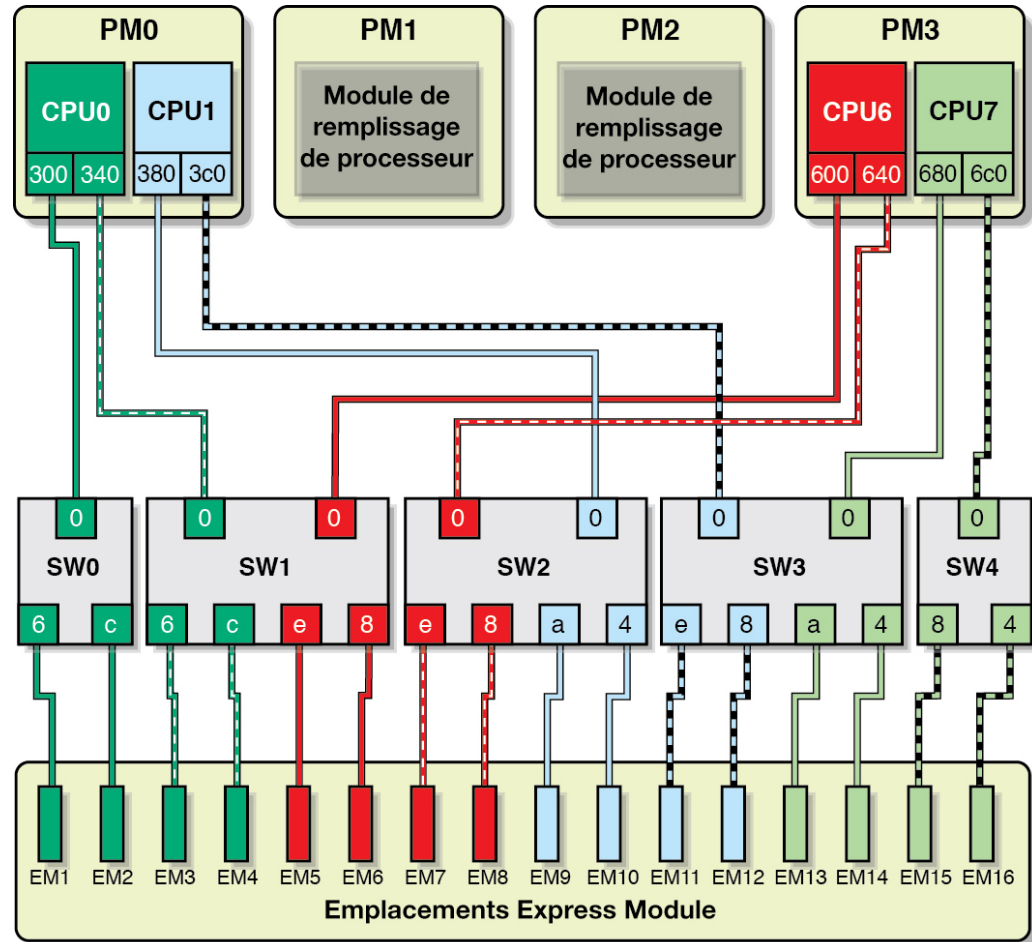 PM0 PM1 PM2 PM3
CPU0 CPU1 CPU6 CPU7
Module de
remplissage
de processeur
Module de
remplissage
de processeur
300 340 380 3c0 600 640 680 6c0
0 0 0 0 0 0 0 0
SW0 SW1 SW2 SW3 SW4
6 c 6 c e 8 e 8 a 4 e 8 a 4 8 4
EM1 EM2 EM3 EM4 EM5 EM6 EM7 EM8 EM9 EM10 EM11 EM12 EM13 EM14 EM15 EM16
Emplacements Express Module